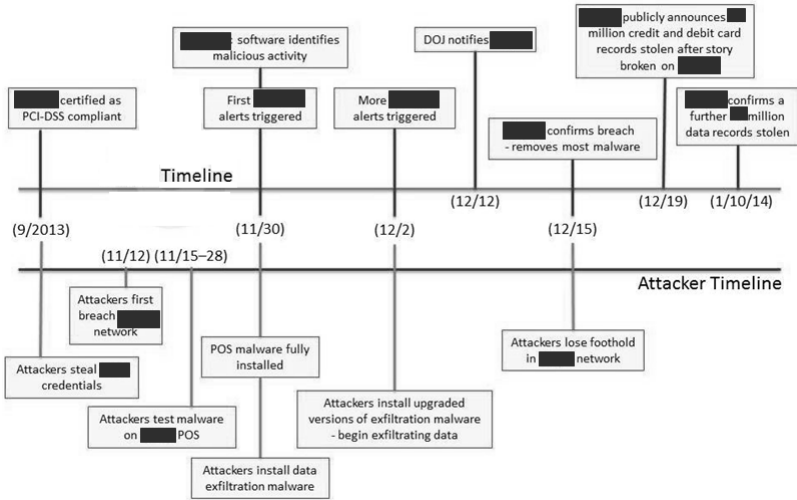 : software identifies
malicious activity
DOJ notifies
publicly announces
million credit and debit card
records stolen after story
broken on
certified as
PCI-DSS compliant
First
alerts triggered
More
alerts triggered
confirms breach
- removes most malware
confirms a
further million
data records stolen
Timeline
(9/2013)
(11/12)
(11/15–28)
(11/30)
(12/2)
(12/12)
(12/15)
(12/19)
(1/10/14)
Attacker Timeline
Attackers first
breach
network
Attackers steal
credentials
Attackers test malware
on POS
POS malware fully
installed
Attackers install data
exfiltration malware
Attackers install upgraded
versions of exfiltration malware
- begin exfiltrating data
Attackers lose foothold
in network